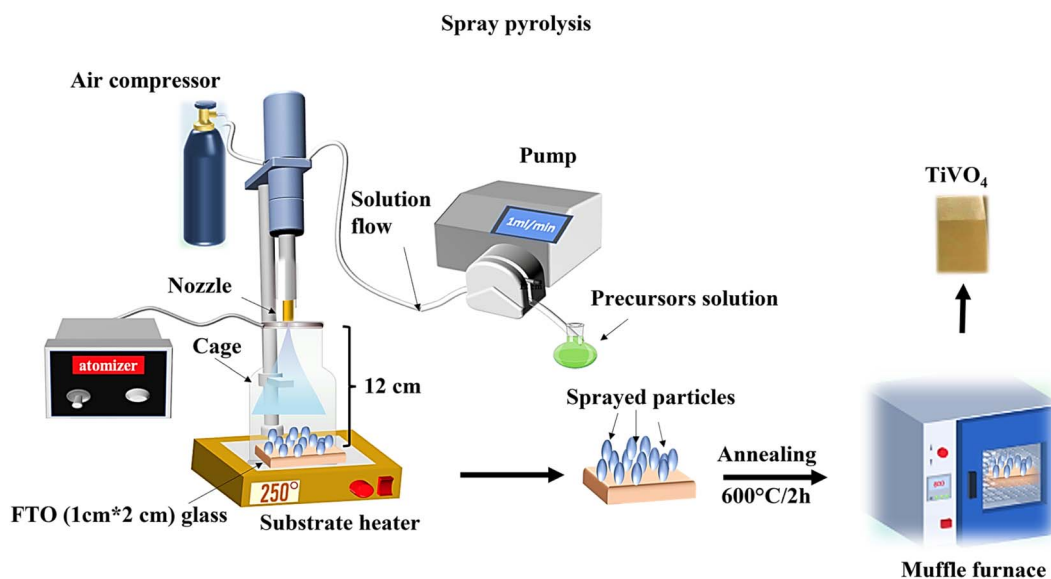 Spray pyrolysis
Air compressor
Pump
Solution
flow
1ml/min
TiVO₄
Nozzle
Precursors solution
Cage
atomizer
12 cm
Sprayed particles
Annealing
600°C/2h
250°
FTO (1cm*2 cm) glass
Substrate heater
Muffle furnace